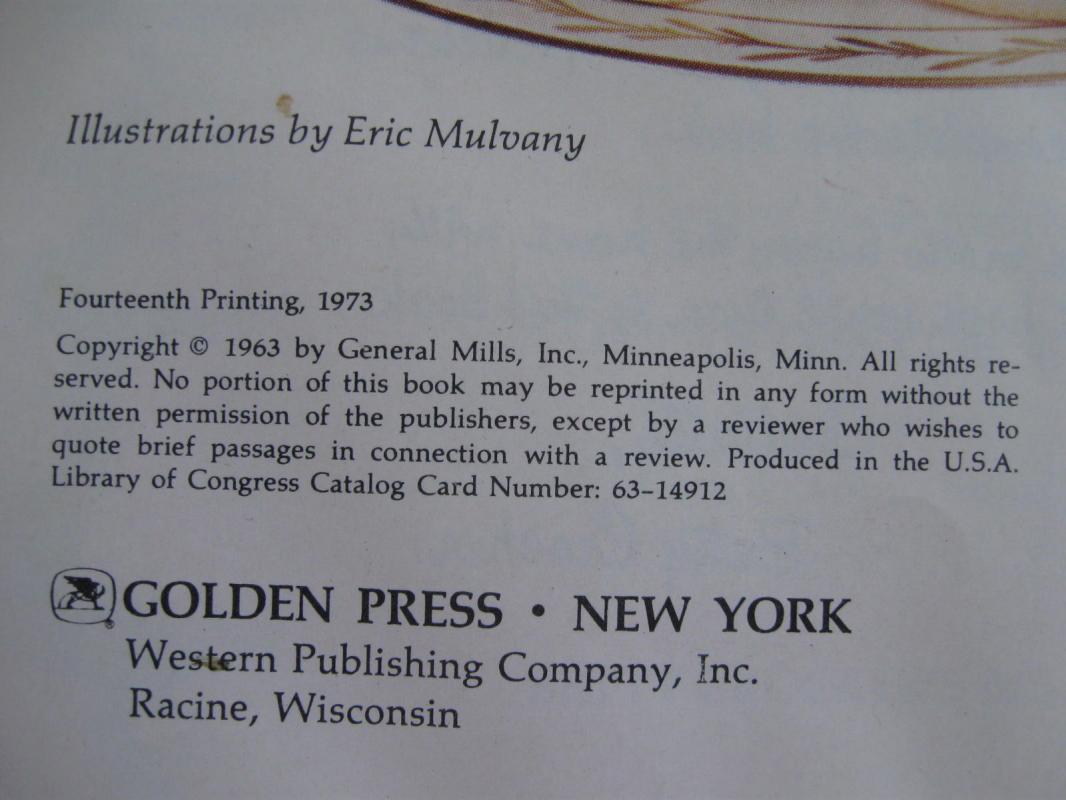 Illustrations by Eric Mulvany
Fourteenth Printing, 1973
Copyright © 1963 by General Mills, Inc., Minneapolis, Minn. All rights re-
served. No portion of this book may be reprinted in any form without the
written permission of the publishers, except by a reviewer who wishes to
quote brief passages in connection with a review. Produced in the U.S.A.
Library of Congress Catalog Card Number: 63-14912
® GOLDEN PRESS • NEW YORK
Western Publishing Company, Inc.
Racine, Wisconsin